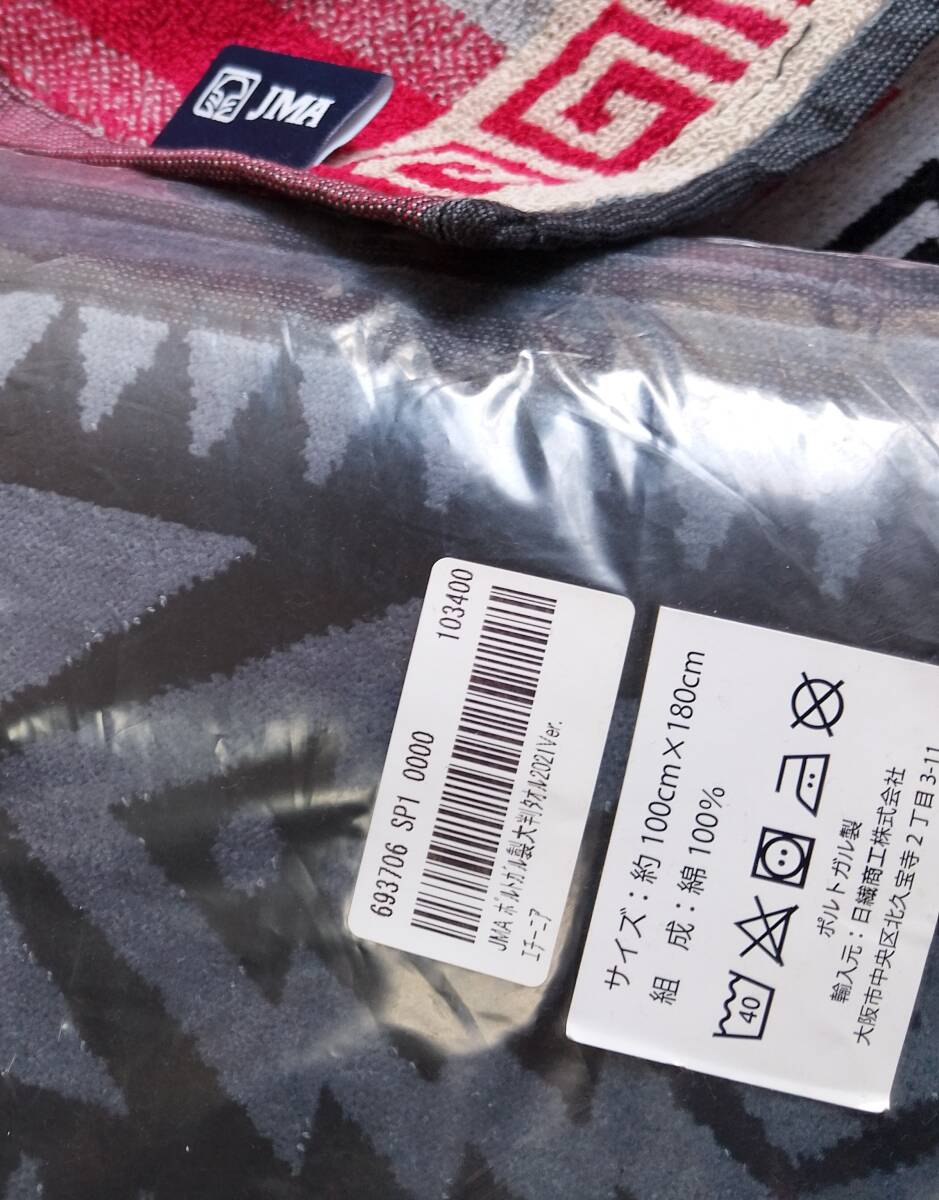 JMA
103400
693706 SP1 0000
JMA ポルトガル製大判タオル2021Ver.
エチーニア
サイズ：約 100cm×180cm
組　成：綿 100%
40
ポルトガル製
輸入元：日繊商工株式会社
大阪市中央区北久宝寺 2 丁目 3-11